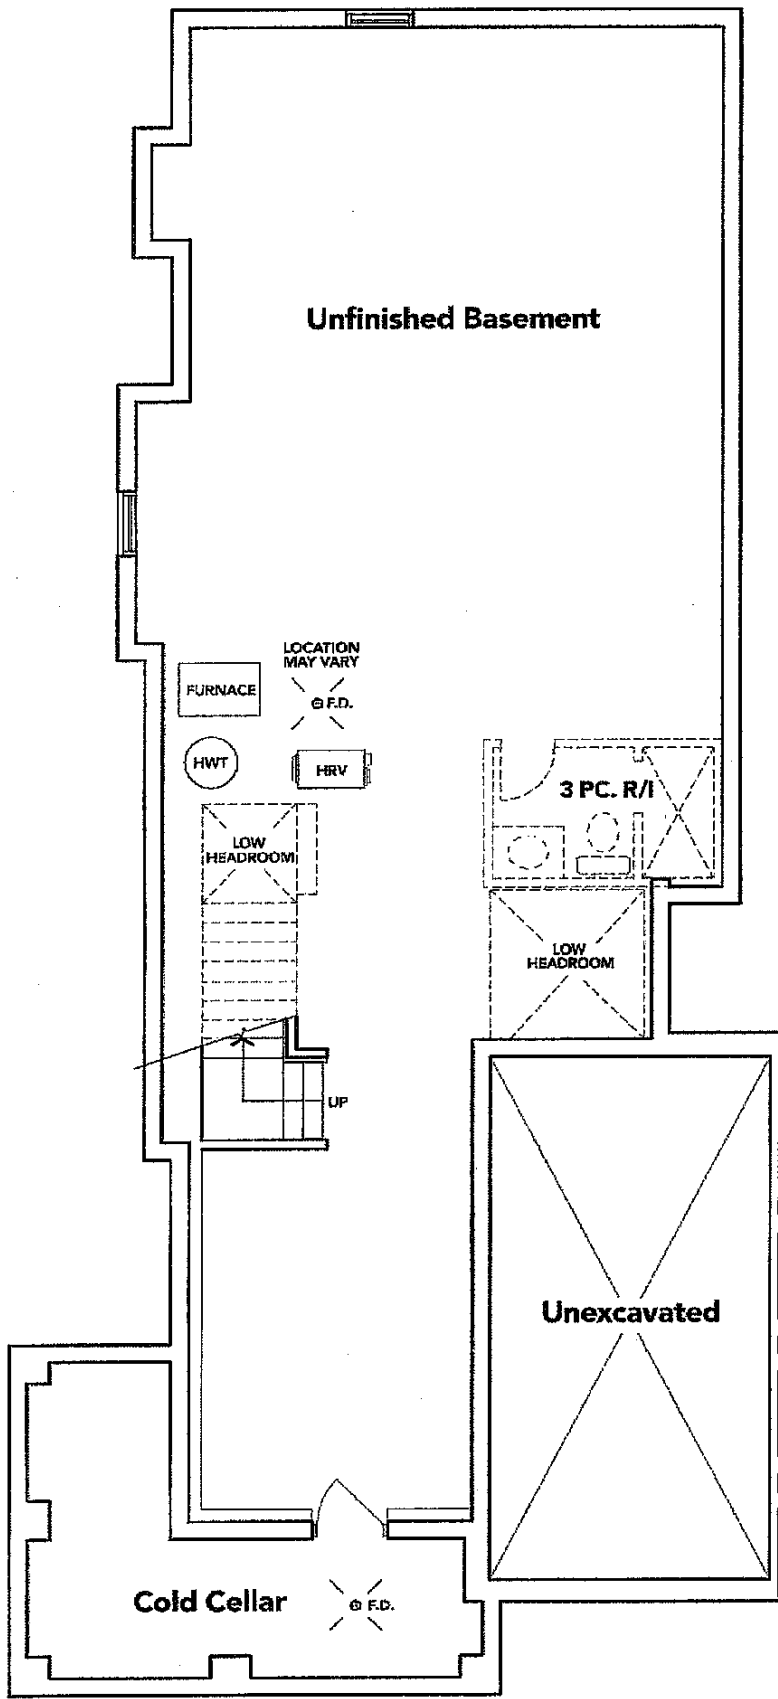 Unfinished Basement
LOCATION
MAY VARY
FURNACE
F.D.
HWT
HRV
3 PC. R/I
LOW
HEADROOM
LOW
HEADROOM
UP
Unexcavated
Cold Cellar
F.D.